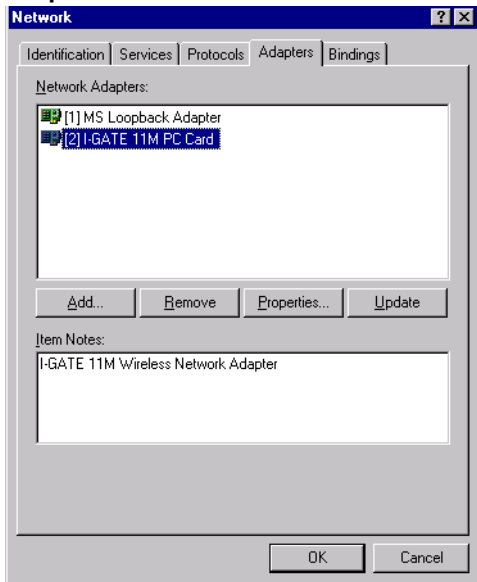 Network
Identification Services Protocols Adapters Bindings
Network Adapters:
[1] MS Loopback Adapter
[2] I-GATE 11M PC Card
Add... Remove Properties... Update
Item Notes:
I-GATE 11M Wireless Network Adapter
OK Cancel